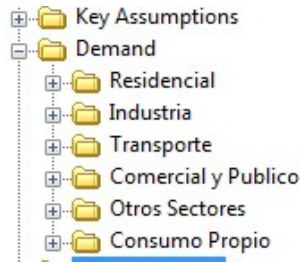 Key Assumptions
Demand
Residencial
Industria
Transporte
Comercial y Publico
Otros Sectores
Consumo Propio